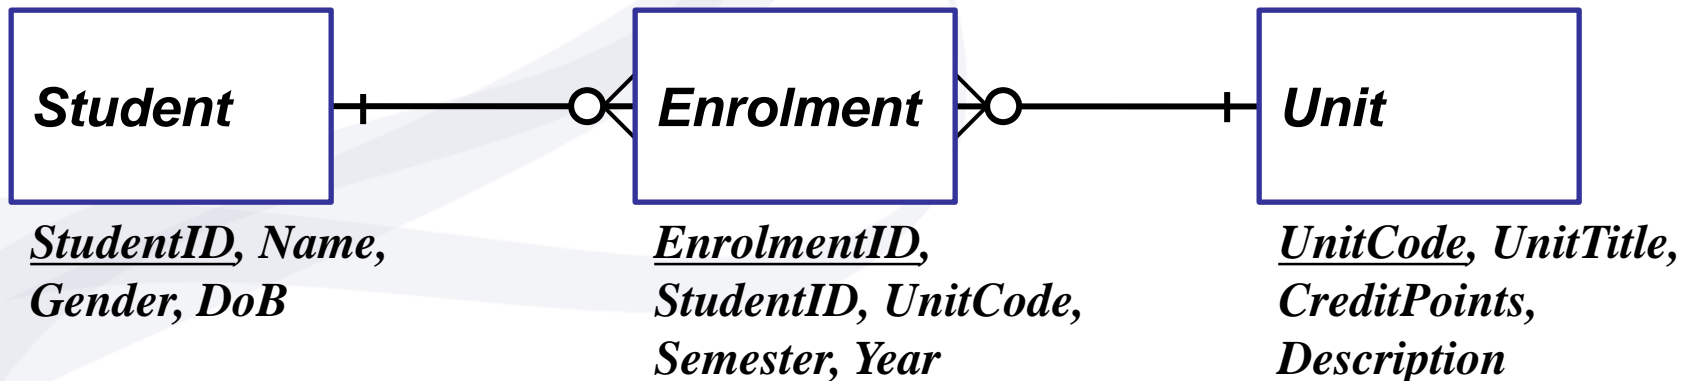 Student
Enrolment
Unit
StudentID, Name,
Gender, DoB
EnrolmentID,
StudentID, UnitCode,
Semester, Year
UnitCode, UnitTitle,
CreditPoints,
Description